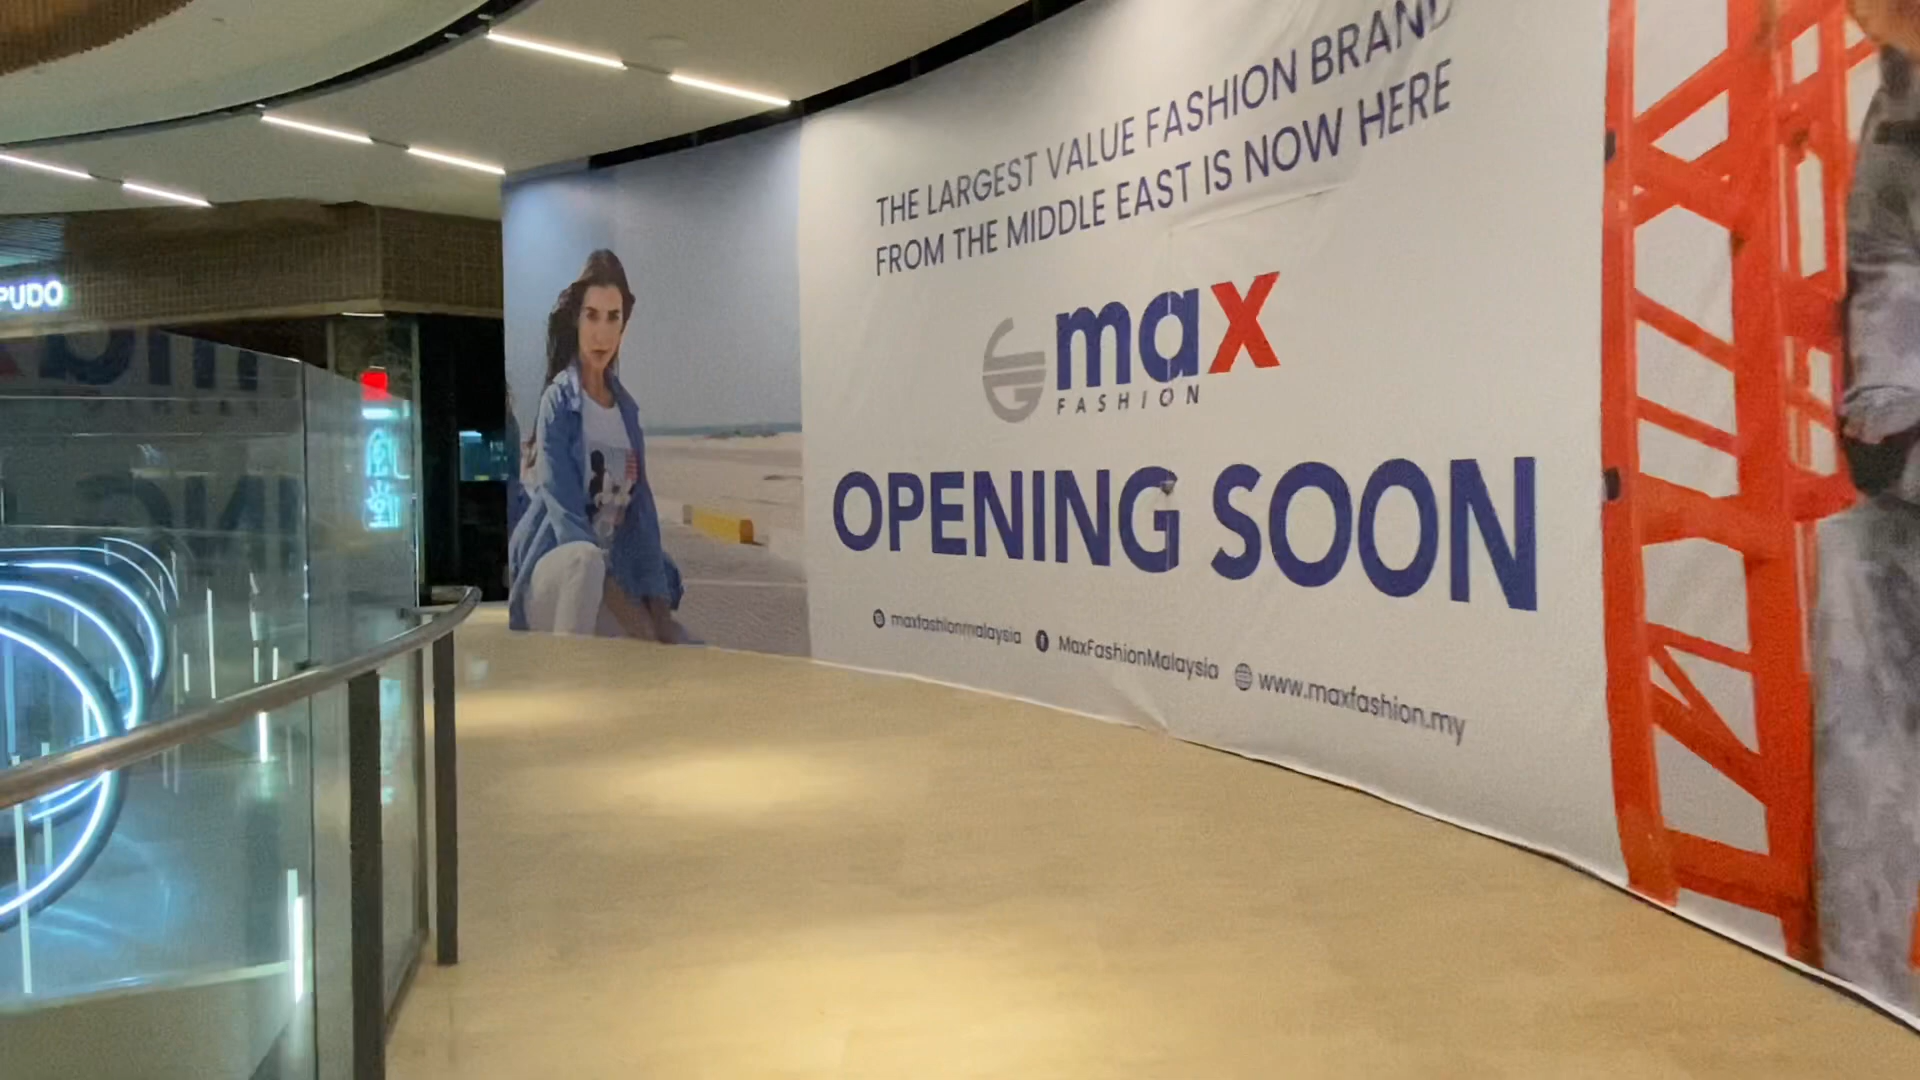 THE LARGEST VALUE FASHION BRAND
FROM THE MIDDLE EAST IS NOW HERE
max
FASHION
OPENING SOON
maxfashionmalaysia MaxFashionMalaysia www.maxfashion.my
PUDO